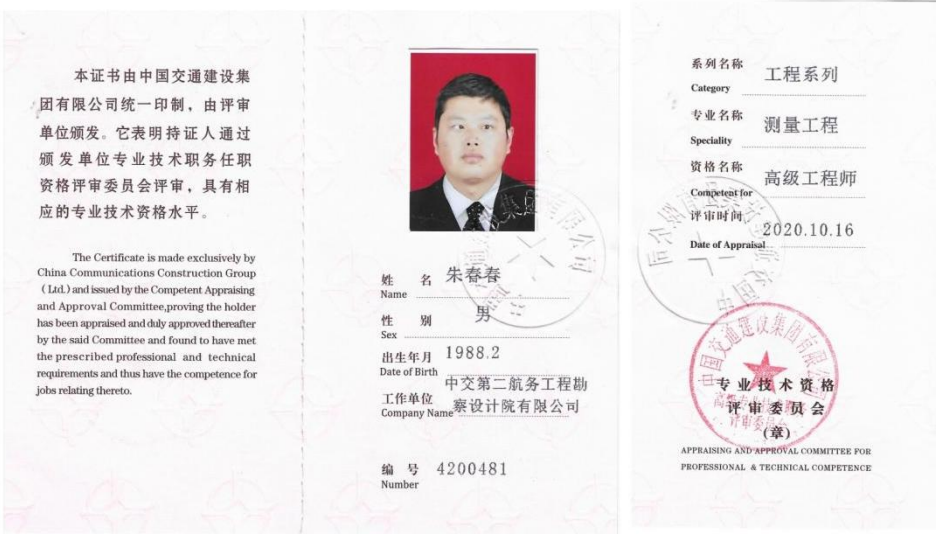 本证书由中国交通建设集
团有限公司统一印制，由评审
单位颁发。它表明持证人通过
颁发单位专业技术职务任职
资格评审委员会评审，具有相
应的专业技术资格水平。
The Certificate is made exclusively by
China Communications Construction Group
( Ltd.) and issued by the Competent Appraising
and Approval Committee,proving the holder
has been appraised and duly approved thereafter
by the said Committee and found to have met
the prescribed professional and technical
requirements and thus have the competence for
jobs relating thereto.
姓 名 朱春春
Name
性 别 男
Sex
出生年月 1988.2
Date of Birth
工作单位 中交第二航务工程勘
Company Name 察设计院有限公司
编 号 4200481
Number
系列名称 工程系列
Category
专业名称 测量工程
Speciality
资格名称 高级工程师
Competent for
评审时间 2020.10.16
Date of Appraisal
中国交通建设集团有限公司
专业技术资格
评审委员会
(章)
APPRAISING AND APPROVAL COMMITTEE FOR
PROFESSIONAL & TECHNICAL COMPETENCE